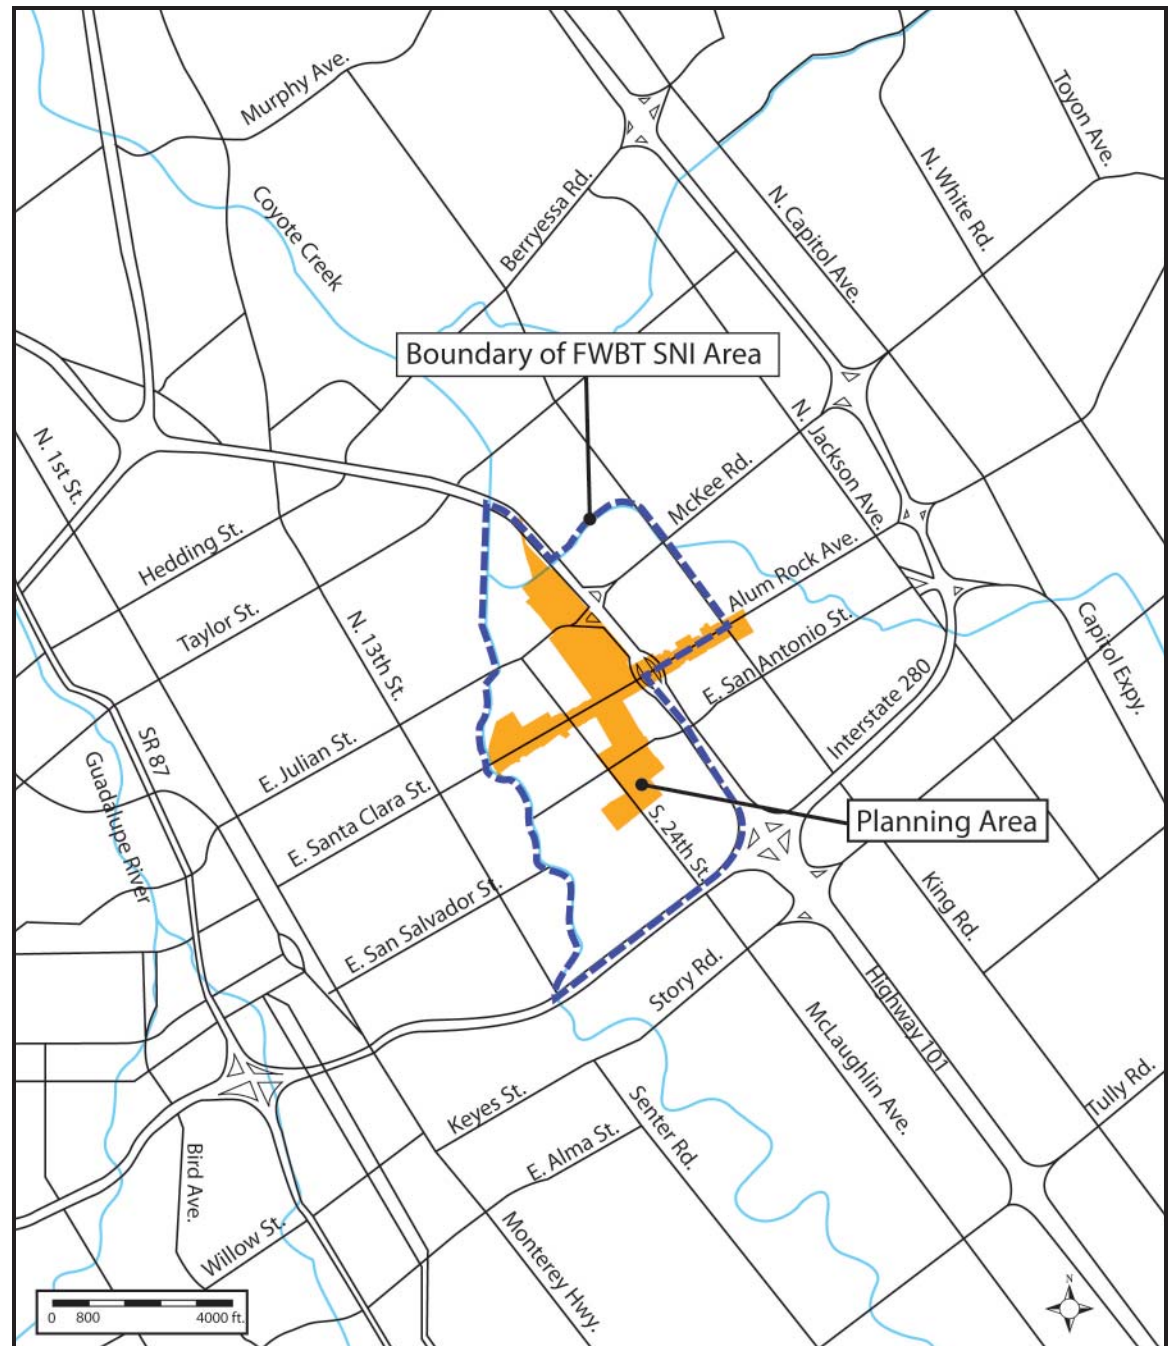 Murphy Ave.
Toyon Ave.
N. White Rd.
Coyote Creek
Berryessa Rd.
N. Capitol Ave.
Boundary of FWBT SNI Area
N. 1st St.
N. Jackson Ave.
McKee Rd.
Hedding St.
Alum Rock Ave.
Taylor St.
N. 13th St.
E. San Antonio St.
Capitol Expy.
Interstate 280
SR 87
Guadalupe River
E. Julian St.
E. Santa Clara St.
Planning Area
S. 24th St.
King Rd.
E. San Salvador St.
Story Rd.
Highway 101
McLaughlin Ave.
Tully Rd.
Keyes St.
Senter Rd.
E. Alma St.
Bird Ave.
Willow St.
Monterey Hwy.
N
0 800 4000 ft.